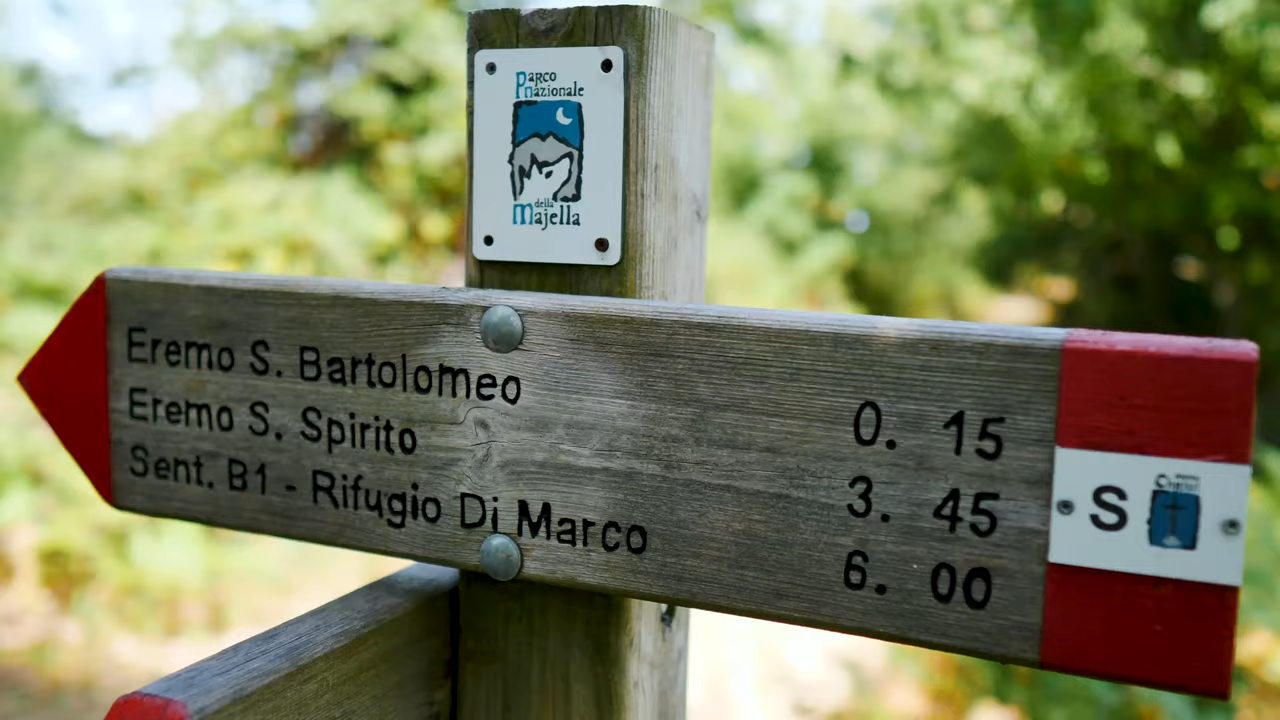 Parco
nazionale
della
Majella
Eremo S. Bartolomeo 0. 15
Eremo S. Spirito 3. 45
Sent. B1 - Rifugio Di Marco 6. 00
S